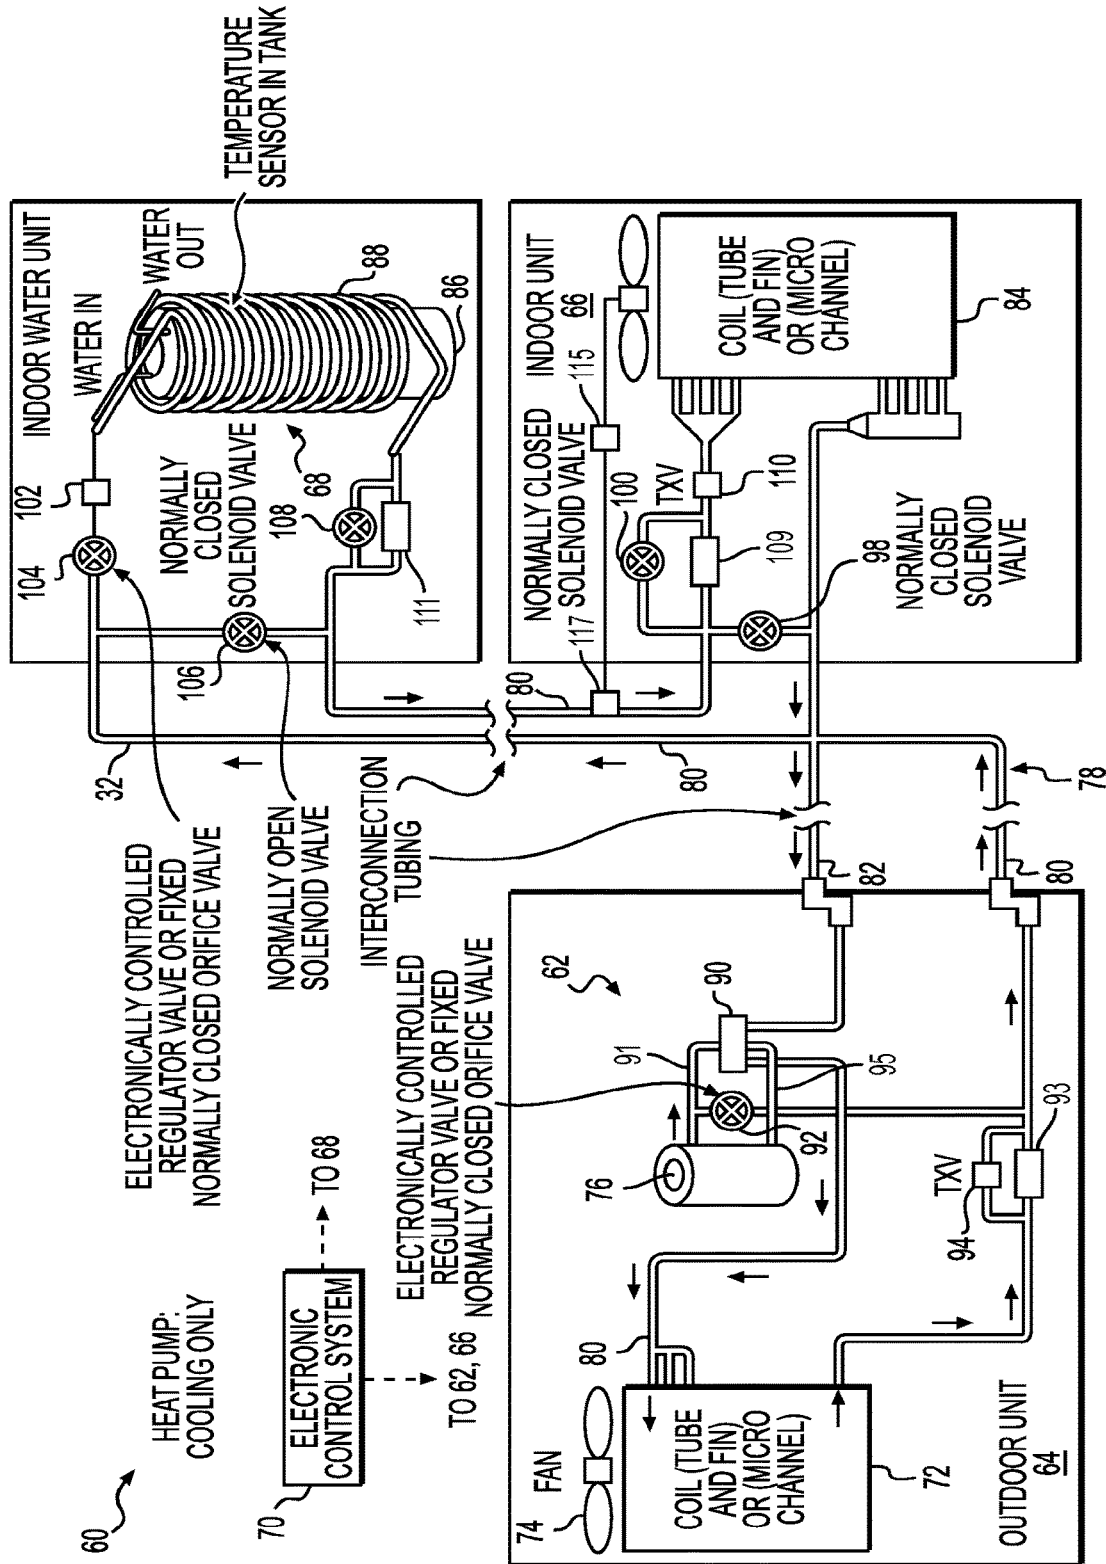 60
HEAT PUMP:
COOLING ONLY
70
ELECTRONIC
CONTROL SYSTEM
TO 68
TO 62, 66
ELECTRONICALLY CONTROLLED
REGULATOR VALVE OR FIXED
NORMALLY CLOSED ORIFICE VALVE
32
NORMALLY OPEN
SOLENOID VALVE
INTERCONNECTION
TUBING
ELECTRONICALLY CONTROLLED
REGULATOR VALVE OR FIXED
NORMALLY CLOSED ORIFICE VALVE
INDOOR WATER UNIT
104
102
WATER IN
WATER
OUT
TEMPERATURE
SENSOR IN TANK
88
86
68
NORMALLY
CLOSED
SOLENOID VALVE
106
108
111
80
80
78
INDOOR UNIT
66
NORMALLY CLOSED
SOLENOID VALVE
117
115
100
TXV
110
109
COIL (TUBE
AND FIN)
OR (MICRO
CHANNEL)
84
98
NORMALLY
CLOSED
SOLENOID
VALVE
82
80
62
90
91
95
92
76
FAN
74
80
COIL (TUBE
AND FIN)
OR (MICRO
CHANNEL)
72
TXV
94
93
OUTDOOR UNIT
64